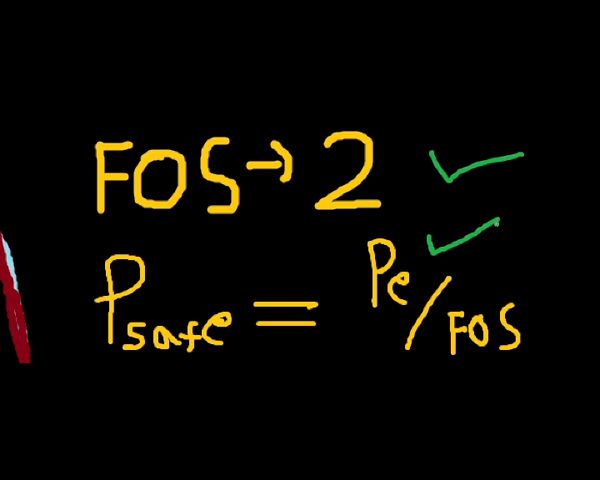 FOS → 2
Psafe = Pe/FOS